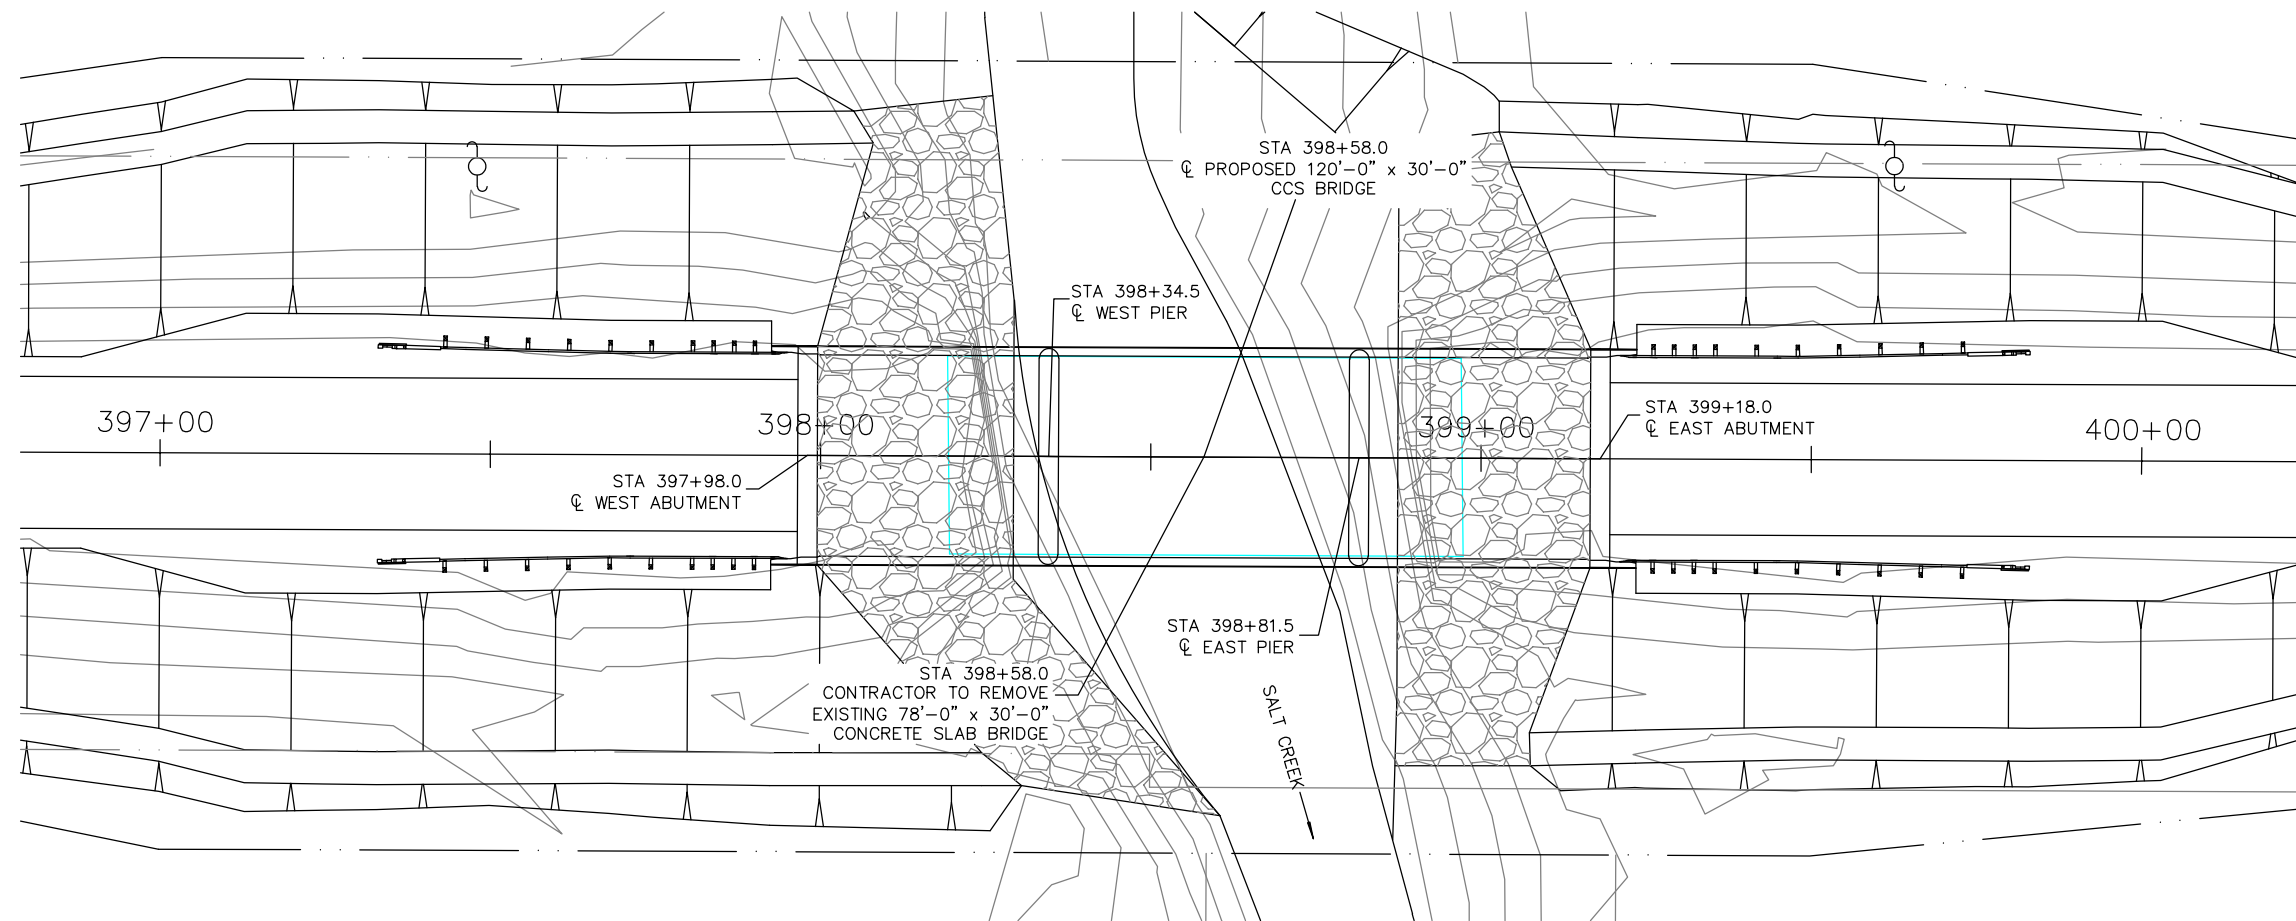 STA 398+58.0
℄ PROPOSED 120'-0" x 30'-0"
CCS BRIDGE
STA 398+34.5
℄ WEST PIER
397+00
398+00
399+00
400+00
STA 399+18.0
℄ EAST ABUTMENT
STA 397+98.0
℄ WEST ABUTMENT
STA 398+81.5
℄ EAST PIER
STA 398+58.0
CONTRACTOR TO REMOVE
EXISTING 78'-0" x 30'-0"
CONCRETE SLAB BRIDGE
SALT CREEK